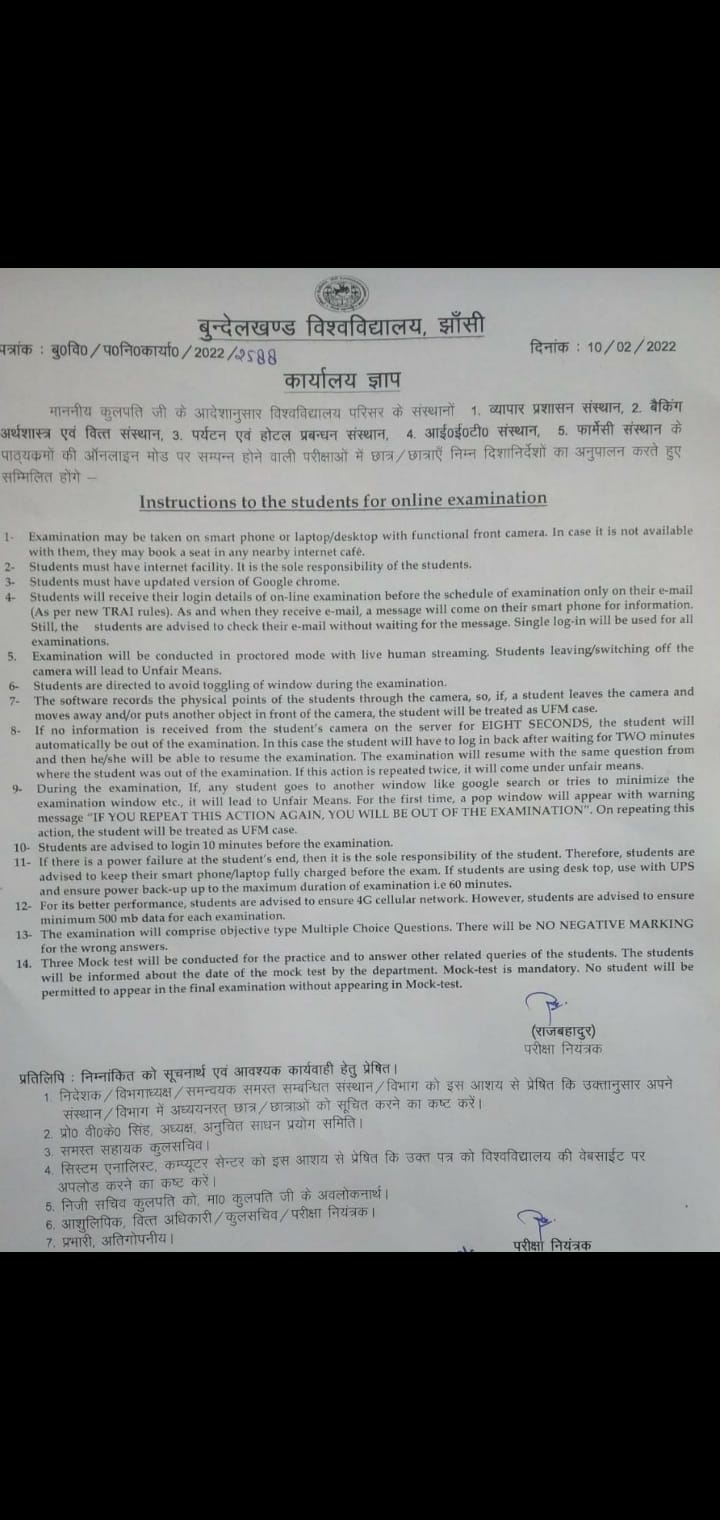 बुन्देलखण्ड विश्वविद्यालय, झाँसी
पत्रांक : बु0वि0/प0नि0कार्या0/2022/2588
दिनांक : 10/02/2022
कार्यालय ज्ञाप
माननीय कुलपति जी के आदेशानुसार विश्वविद्यालय परिसर के संस्थानों 1. व्यापार प्रशासन संस्थान, 2. बैकिंग
अर्थशास्त्र एवं वित्त संस्थान, 3. पर्यटन एवं होटल प्रबन्धन संस्थान, 4. आई0ई0टी0 संस्थान, 5. फार्मेसी संस्थान के
पाठ्यकमों की ऑनलाइन मोड पर सम्पन्न होने वाली परीक्षाओं में छात्र/छात्राएँ निम्न दिशानिर्देशों का अनुपालन करते हुए
सम्मिलित होंगे –
Instructions to the students for online examination
1- Examination may be taken on smart phone or laptop/desktop with functional front camera. In case it is not available
with them, they may book a seat in any nearby internet café.
2- Students must have internet facility. It is the sole responsibility of the students.
3- Students must have updated version of Google chrome.
4- Students will receive their login details of on-line examination before the schedule of examination only on their e-mail
(As per new TRAI rules). As and when they receive e-mail, a message will come on their smart phone for information.
Still, the students are advised to check their e-mail without waiting for the message. Single log-in will be used for all
examinations.
5. Examination will be conducted in proctored mode with live human streaming. Students leaving/switching off the
camera will lead to Unfair Means.
6- Students are directed to avoid toggling of window during the examination.
7- The software records the physical points of the students through the camera, so, if, a student leaves the camera and
moves away and/or puts another object in front of the camera, the student will be treated as UFM case.
8- If no information is received from the student's camera on the server for EIGHT SECONDS, the student will
automatically be out of the examination. In this case the student will have to log in back after waiting for TWO minutes
and then he/she will be able to resume the examination. The examination will resume with the same question from
where the student was out of the examination. If this action is repeated twice, it will come under unfair means.
9- During the examination, If, any student goes to another window like google search or tries to minimize the
examination window etc., it will lead to Unfair Means. For the first time, a pop window will appear with warning
message "IF YOU REPEAT THIS ACTION AGAIN, YOU WILL BE OUT OF THE EXAMINATION". On repeating this
action, the student will be treated as UFM case.
10- Students are advised to login 10 minutes before the examination.
11- If there is a power failure at the student's end, then it is the sole responsibility of the student. Therefore, students are
advised to keep their smart phone/laptop fully charged before the exam. If students are using desk top, use with UPS
and ensure power back-up up to the maximum duration of examination i.e 60 minutes.
12- For its better performance, students are advised to ensure 4G cellular network. However, students are advised to ensure
minimum 500 mb data for each examination.
13- The examination will comprise objective type Multiple Choice Questions. There will be NO NEGATIVE MARKING
for the wrong answers.
14. Three Mock test will be conducted for the practice and to answer other related queries of the students. The students
will be informed about the date of the mock test by the department. Mock-test is mandatory. No student will be
permitted to appear in the final examination without appearing in Mock-test.
(राजबहादुर)
परीक्षा नियंत्रक
प्रतिलिपि : निम्नांकित को सूचनार्थ एवं आवश्यक कार्यवाही हेतु प्रेषित।
1. निदेशक/विभगाध्यक्ष/समन्वयक समस्त सम्बन्धित संस्थान/विभाग को इस आशय से प्रेषित कि उक्तानुसार अपने
संस्थान/विभाग में अध्ययनरत् छात्र/छात्राओं को सूचित करने का कष्ट करें।
2. प्रो0 वी0के0 सिंह, अध्यक्ष, अनुचित साधन प्रयोग समिति।
3. समस्त सहायक कुलसचिव।
4. सिस्टम एनालिस्ट, कम्प्यूटर सेन्टर को इस आशय से प्रेषित कि उक्त पत्र को विश्वविद्यालय की वेबसाईट पर
अपलोड करने का कष्ट करें।
5. निजी सचिव कुलपति को, मा0 कुलपति जी के अवलोकनार्थ।
6. आशुलिपिक, वित्त अधिकारी/कुलसचिव/परीक्षा नियंत्रक।
7. प्रभारी, अतिगोपनीय।
परीक्षा नियंत्रक